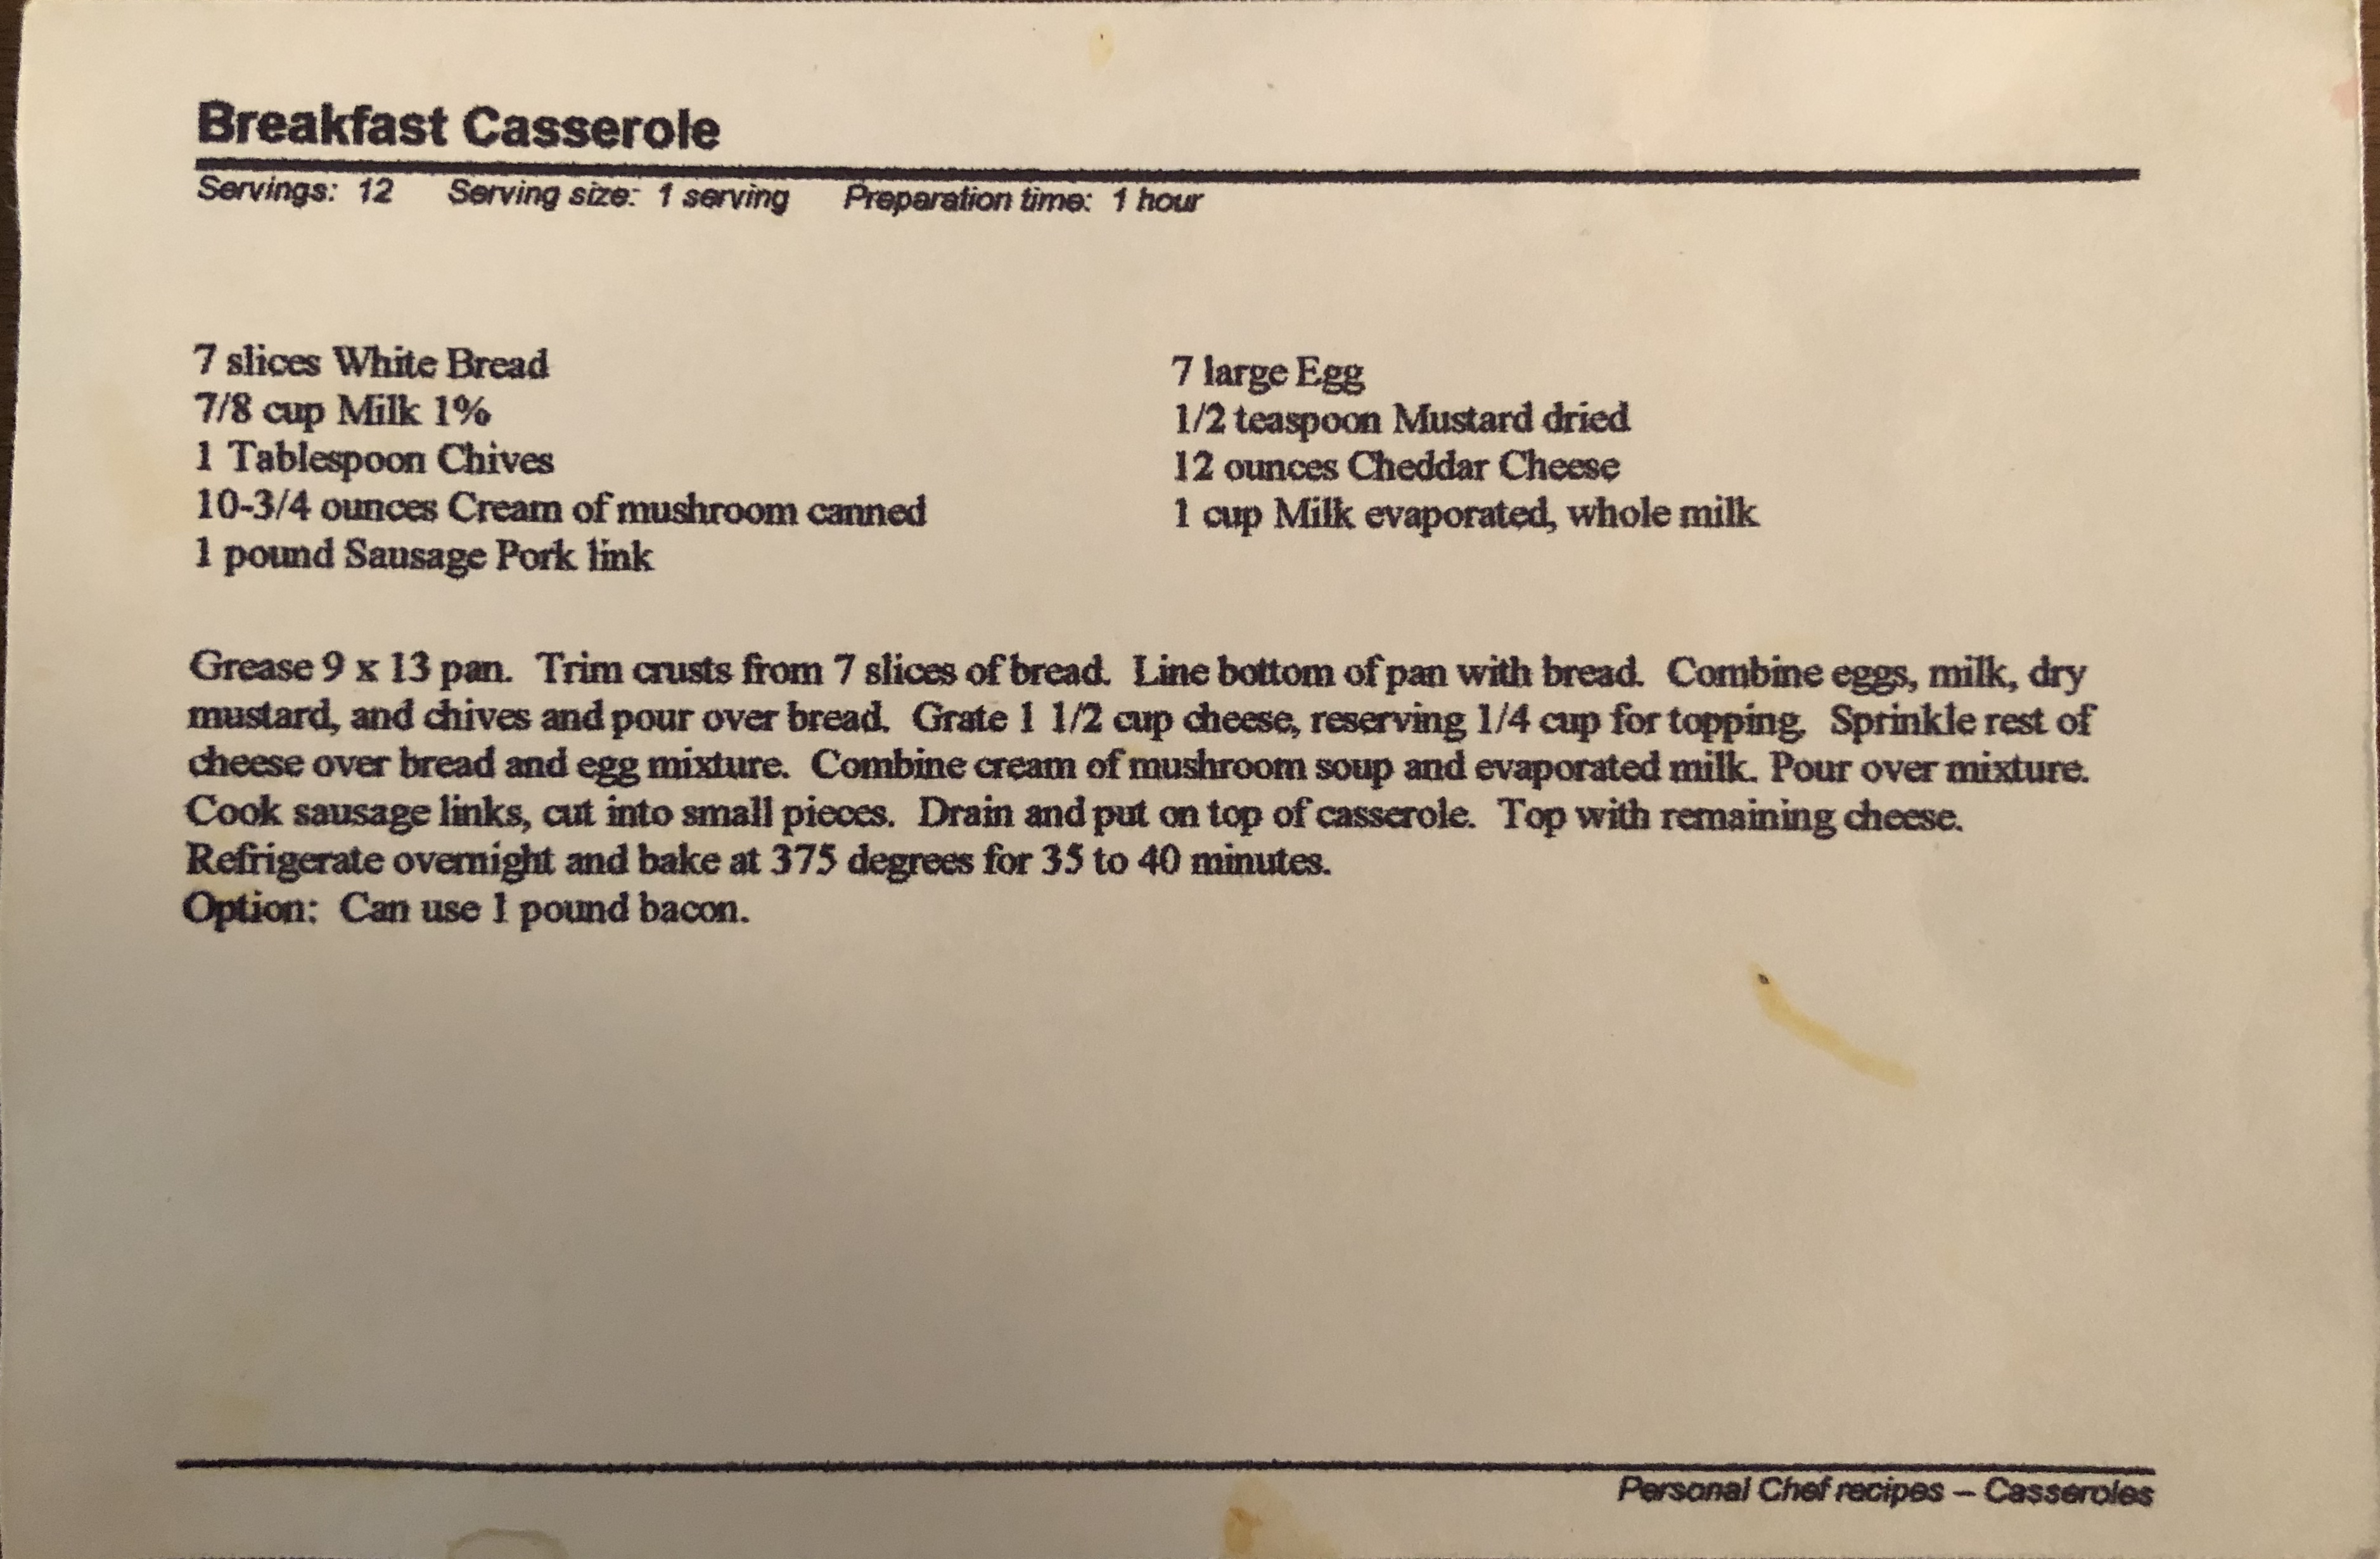 Breakfast Casserole
Servings: 12 Serving size: 1 serving Preparation time: 1 hour
7 slices White Bread
7/8 cup Milk 1%
1 Tablespoon Chives
10-3/4 ounces Cream of mushroom canned
1 pound Sausage Pork link
7 large Egg
1/2 teaspoon Mustard dried
12 ounces Cheddar Cheese
1 cup Milk evaporated, whole milk
Grease 9 x 13 pan. Trim crusts from 7 slices of bread. Line bottom of pan with bread. Combine eggs, milk, dry
mustard, and chives and pour over bread. Grate 1 1/2 cup cheese, reserving 1/4 cup for topping. Sprinkle rest of
cheese over bread and egg mixture. Combine cream of mushroom soup and evaporated milk. Pour over mixture.
Cook sausage links, cut into small pieces. Drain and put on top of casserole. Top with remaining cheese.
Refrigerate overnight and bake at 375 degrees for 35 to 40 minutes.
Option: Can use 1 pound bacon.
Personal Chef recipes – Casseroles